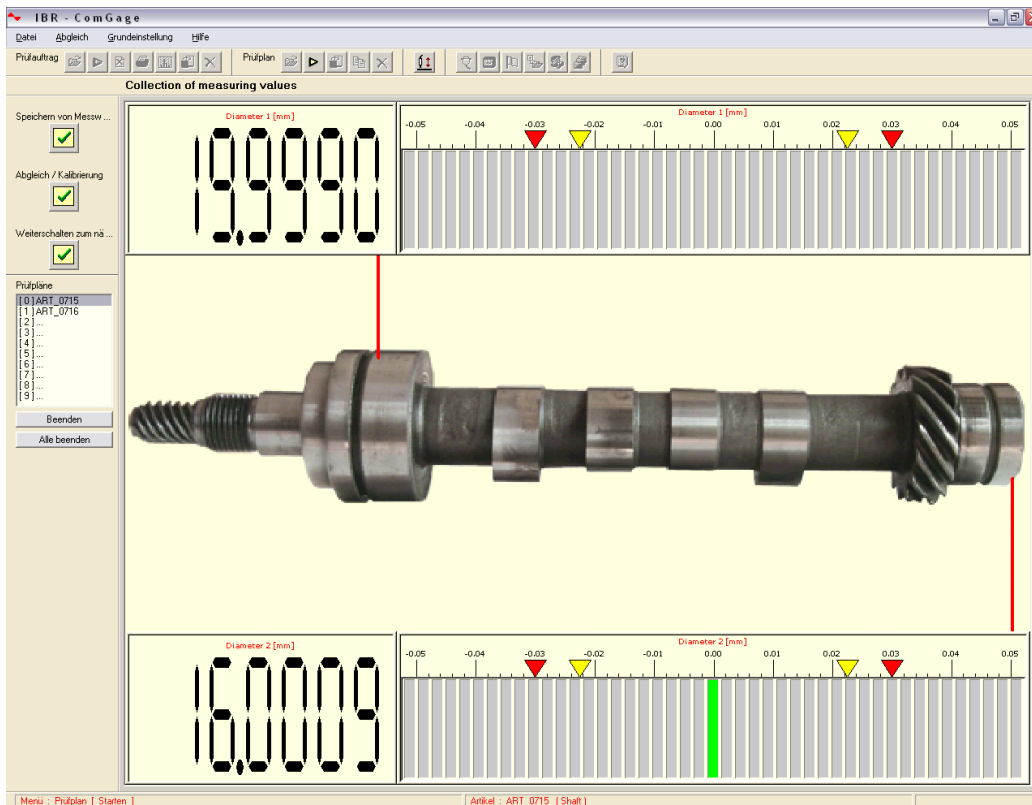 IBR - ComGage
Datei Abgleich Grundeinstellung Hilfe
Prüfauftrag Prüfplan
Collection of measuring values
Speichern von Messw ...
Abgleich / Kalibrierung
Weiterschalten zum nä ...
Prüfpläne
[ 0 ] ART_0715
[ 1 ] ART_0716
[ 2 ] ...
[ 3 ] ...
[ 4 ] ...
[ 5 ] ...
[ 6 ] ...
[ 7 ] ...
[ 8 ] ...
[ 9 ] ...
Beenden
Alle beenden
Diameter 1 [mm]
19.9990
Diameter 1 [mm]
-0.05 -0.04 -0.03 -0.02 -0.01 0.00 0.01 0.02 0.03 0.04 0.05
Diameter 2 [mm]
16.0009
Diameter 2 [mm]
-0.05 -0.04 -0.03 -0.02 -0.01 0.00 0.01 0.02 0.03 0.04 0.05
Menü : Prüfplan [ Starten ]
Artikel : ART_0715 ( Shaft )